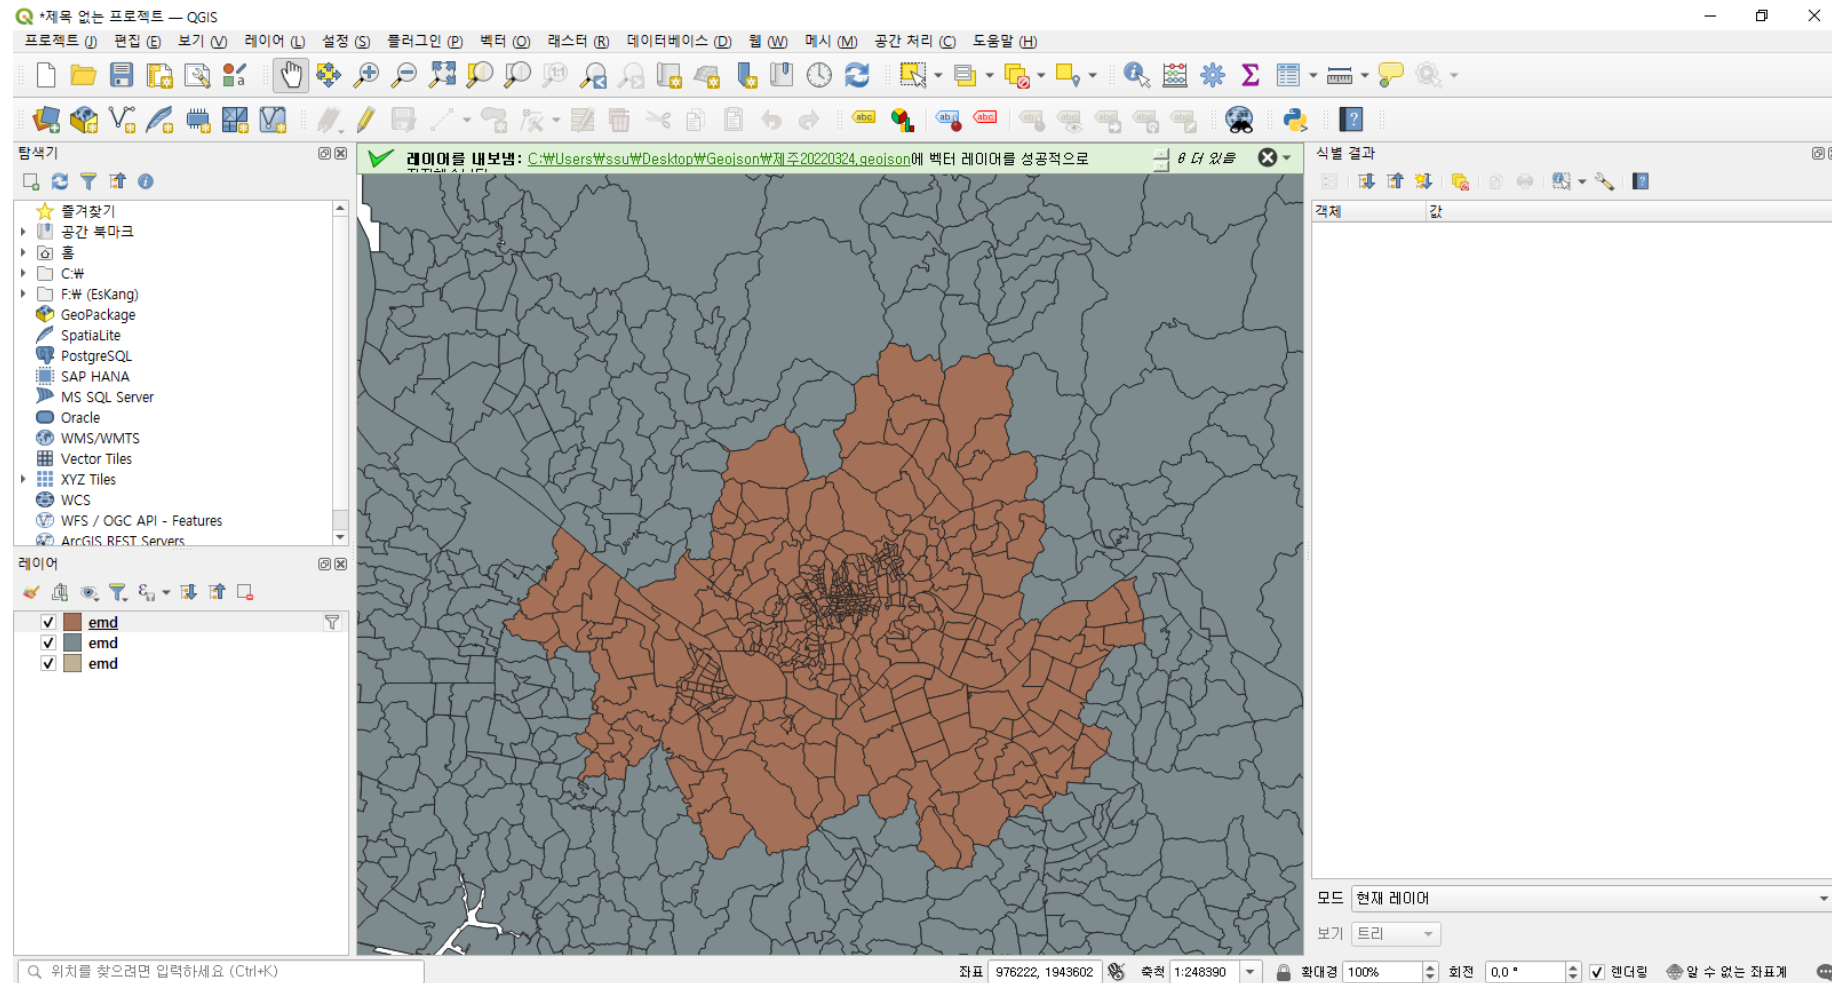 *제목 없는 프로젝트 — QGIS
프로젝트 (J) 편집 (E) 보기 (V) 레이어 (L) 설정 (S) 플러그인 (P) 벡터 (O) 래스터 (R) 데이터베이스 (D) 웹 (W) 메시 (M) 공간 처리 (C) 도움말 (H)
탐색기
즐겨찾기
공간 북마크
홈
C:₩
F:₩ (EsKang)
GeoPackage
SpatiaLite
PostgreSQL
SAP HANA
MS SQL Server
Oracle
WMS/WMTS
Vector Tiles
XYZ Tiles
WCS
WFS / OGC API - Features
ArcGIS REST Servers
레이어
emd
emd
emd
레이어를 내보냄: C:₩Users₩ssu₩Desktop₩Geojson₩제주20220324.geojson에 벡터 레이어를 성공적으로
8 더 있음
식별 결과
객체 값
모드 현재 레이어
보기 트리
위치를 찾으려면 입력하세요 (Ctrl+K)
좌표 976222, 1943602 축척 1:248390 확대경 100% 회전 0.0 ° 렌더링 알 수 없는 좌표계